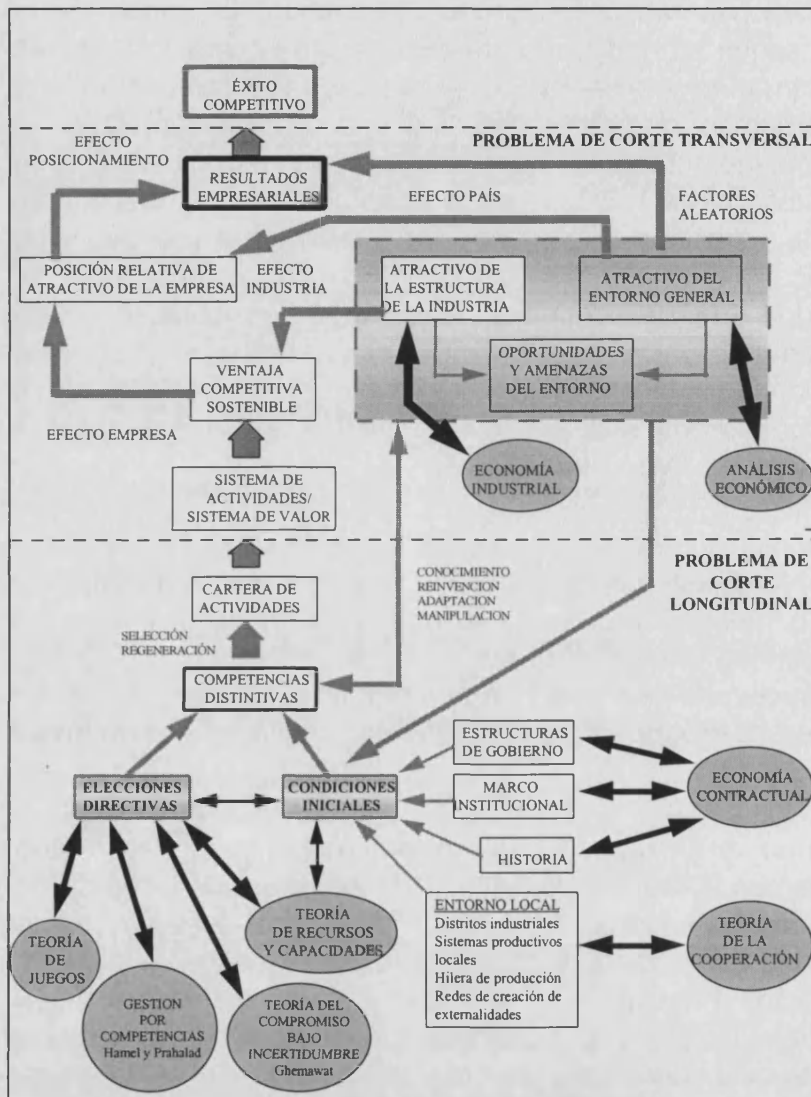 ÉXITO
COMPETITIVO
PROBLEMA DE CORTE TRANSVERSAL
EFECTO
POSICIONAMIENTO
RESULTADOS
EMPRESARIALES
EFECTO PAÍS
FACTORES
ALEATORIOS
POSICIÓN RELATIVA DE
ATRACTIVO DE LA EMPRESA
EFECTO
INDUSTRIA
ATRACTIVO DE
LA ESTRUCTURA
DE LA INDUSTRIA
ATRACTIVO DEL
ENTORNO GENERAL
OPORTUNIDADES
Y AMENAZAS
DEL ENTORNO
VENTAJA
COMPETITIVA
SOSTENIBLE
EFECTO EMPRESA
ECONOMÍA
INDUSTRIAL
ANÁLISIS
ECONÓMICO
SISTEMA DE
ACTIVIDADES/
SISTEMA DE VALOR
PROBLEMA DE
CORTE
LONGITUDINAL
CARTERA DE
ACTIVIDADES
CONOCIMIENTO
REINVENCION
ADAPTACION
MANIPULACION
SELECCIÓN
REGENERACIÓN
COMPETENCIAS
DISTINTIVAS
ESTRUCTURAS
DE GOBIERNO
ELECCIONES
DIRECTIVAS
CONDICIONES
INICIALES
MARCO
INSTITUCIONAL
ECONOMÍA
CONTRACTUAL
HISTORIA
ENTORNO LOCAL
Distritos industriales
Sistemas productivos
locales
Hilera de producción
Redes de creación de
externalidades
TEORÍA
DE LA
COOPERACIÓN
TEORÍA
DE
JUEGOS
TEORÍA
DE RECURSOS
Y CAPACIDADES
GESTION
POR
COMPETENCIAS
Hamel y Prahalad
TEORÍA DEL
COMPROMISO
BAJO
INCERTIDUMBRE
Ghemawat